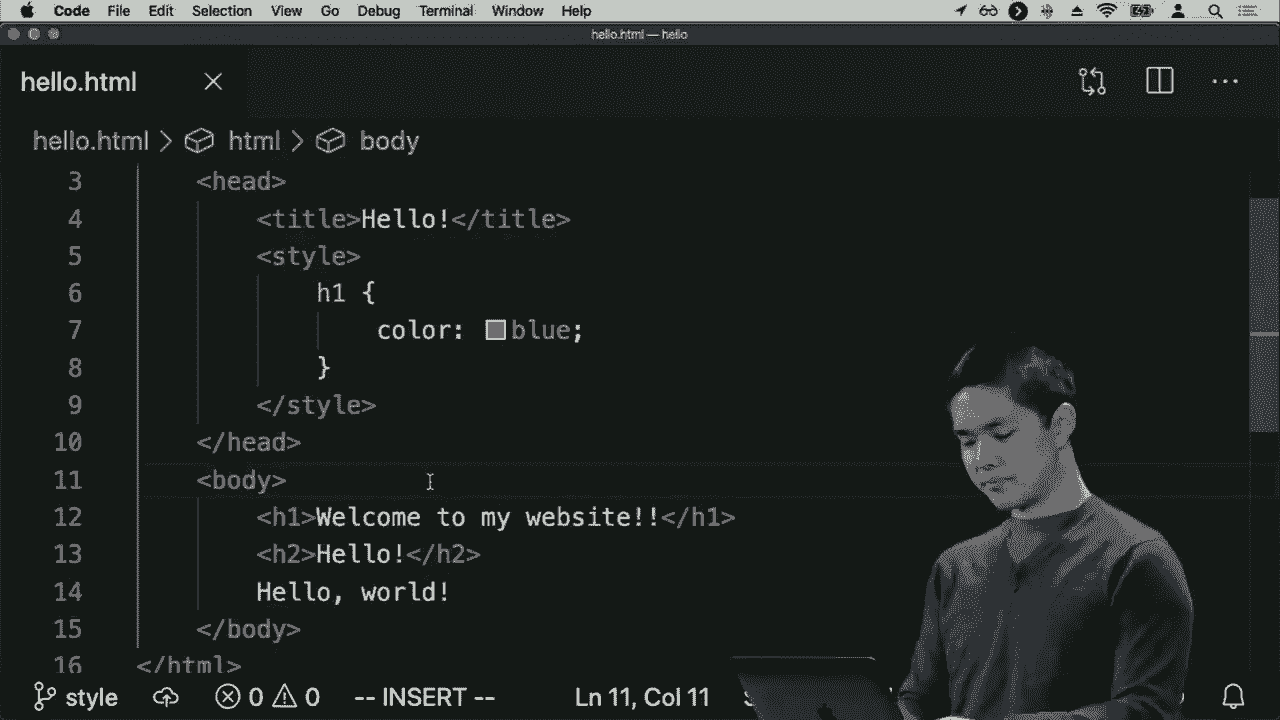 Code File Edit Selection View Go Debug Terminal Window Help
hello.html — hello
hello.html
hello.html > html > body
3 <head>
4 <title>Hello!</title>
5 <style>
6 h1 {
7 color: blue;
8 }
9 </style>
10 </head>
11 <body>
12 <h1>Welcome to my website!!</h1>
13 <h2>Hello!</h2>
14 Hello, world!
15 </body>
16 </html>
style 0 0 -- INSERT -- Ln 11, Col 11